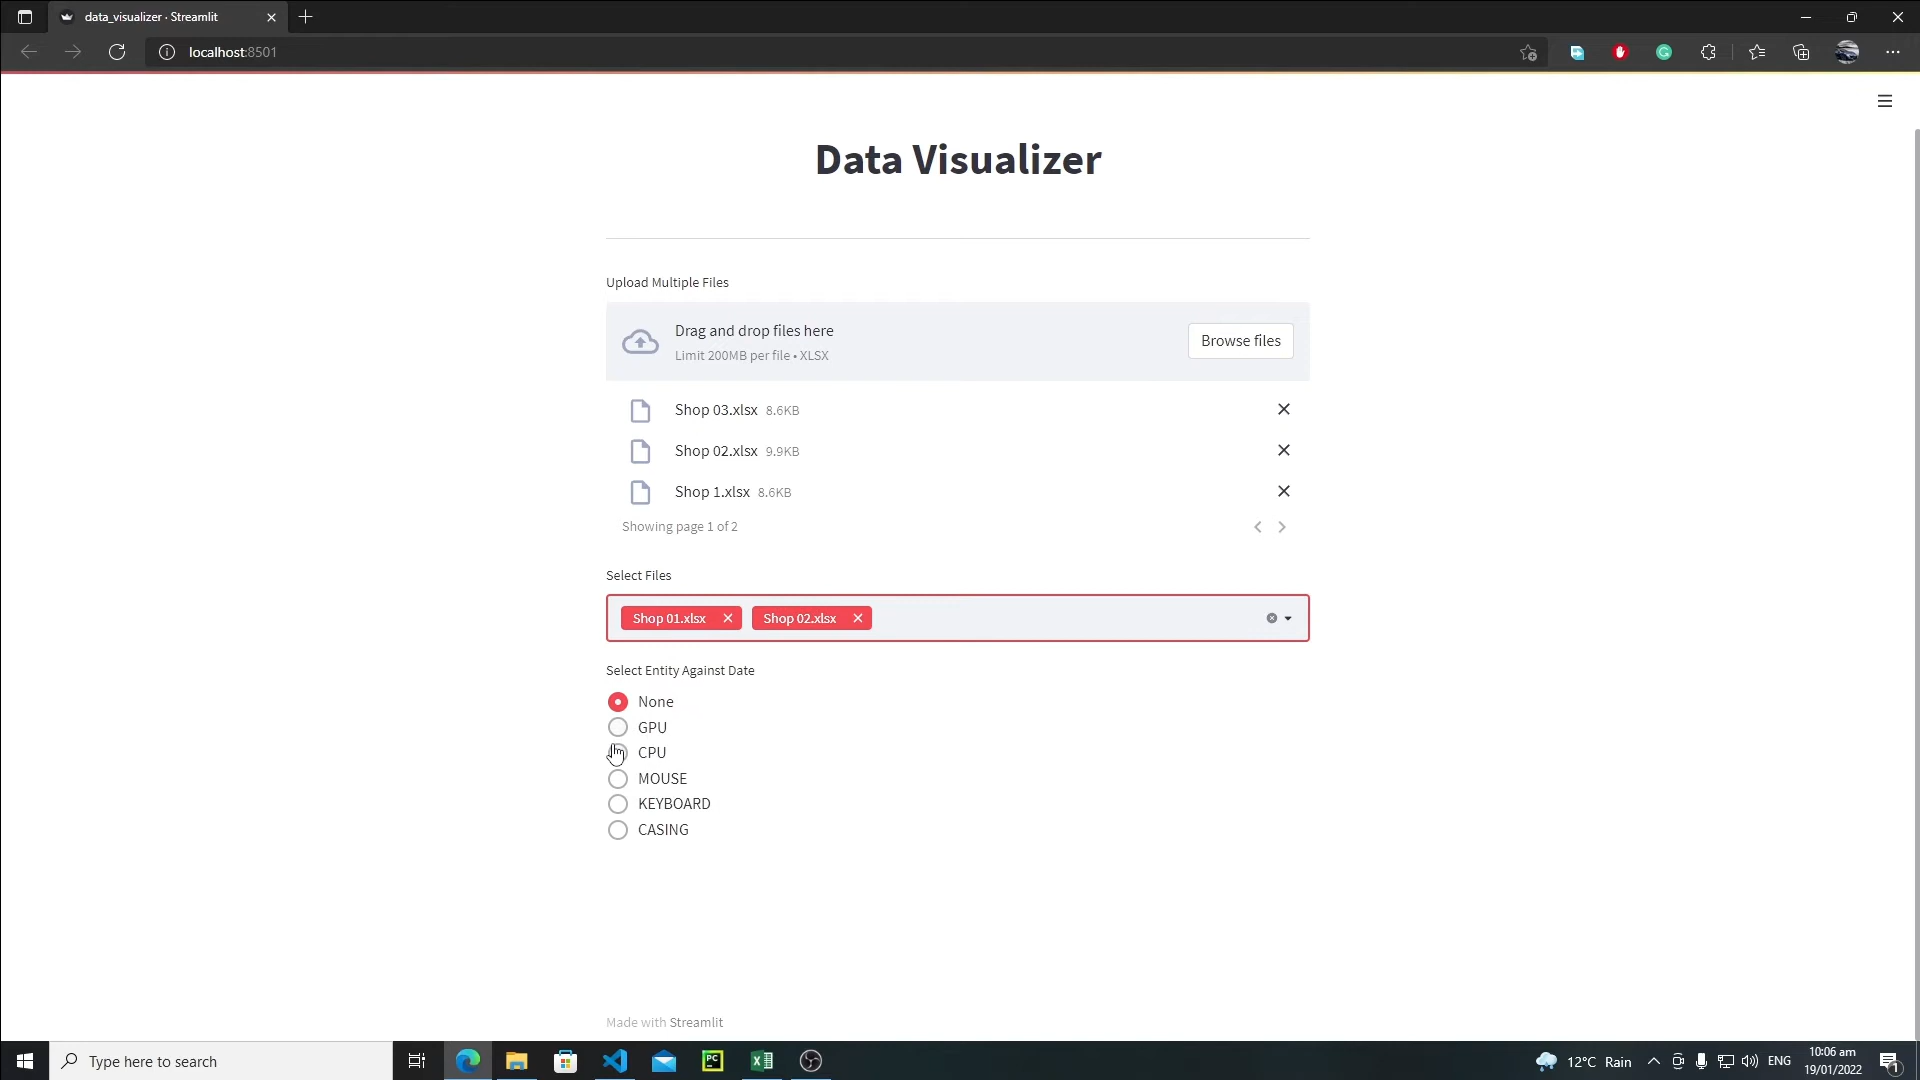 data_visualizer · Streamlit
localhost:8501
Data Visualizer
Upload Multiple Files
Drag and drop files here
Limit 200MB per file • XLSX
Browse files
Shop 03.xlsx 8.6KB
Shop 02.xlsx 9.9KB
Shop 1.xlsx 8.6KB
Showing page 1 of 2
Select Files
Shop 01.xlsx Shop 02.xlsx
Select Entity Against Date
None
GPU
CPU
MOUSE
KEYBOARD
CASING
Made with Streamlit
Type here to search
PC
12°C Rain
ENG
10:06 am
19/01/2022
1